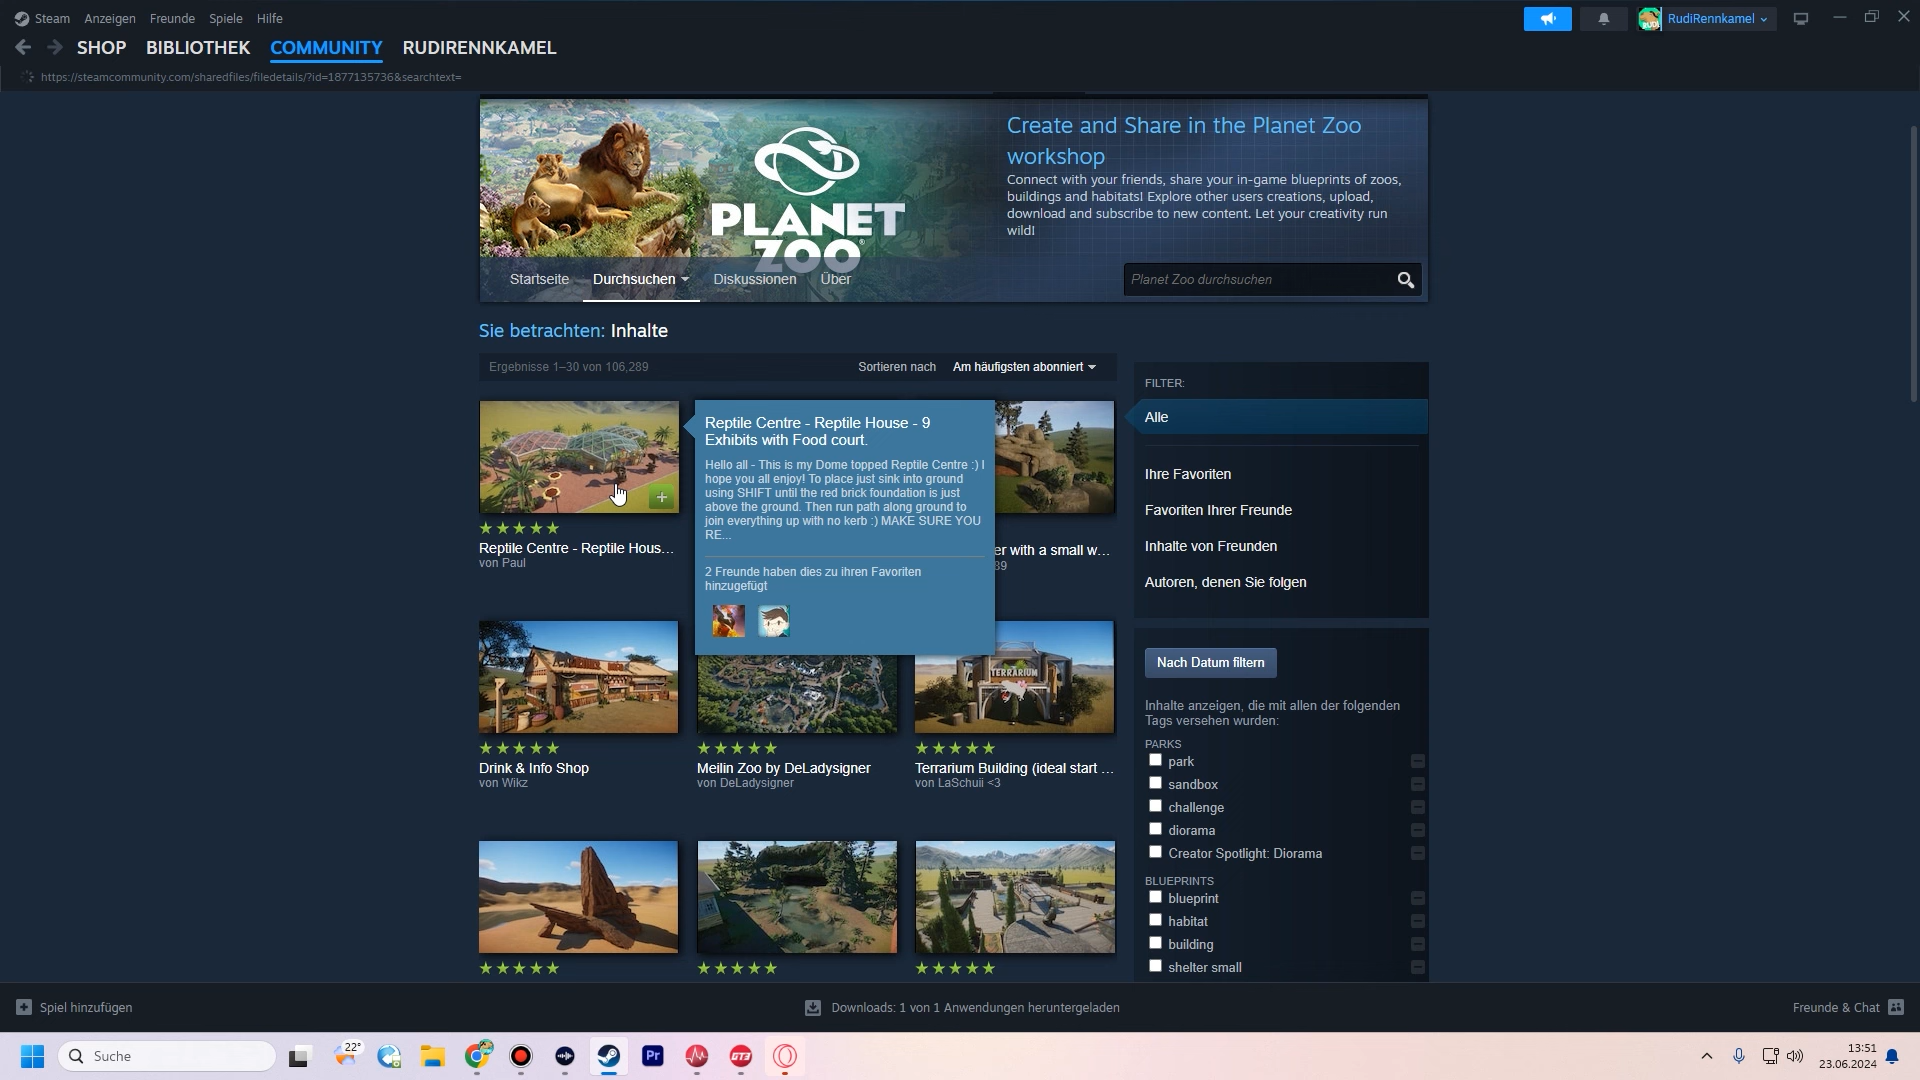 Steam Anzeigen Freunde Spiele Hilfe
RudiRennkamel
SHOP BIBLIOTHEK COMMUNITY RUDIRENNKAMEL
https://steamcommunity.com/sharedfiles/filedetails/?id=1877135736&searchtext=
PLANET
ZOO
Create and Share in the Planet Zoo
workshop
Connect with your friends, share your in-game blueprints of zoos,
buildings and habitats! Explore other users creations, upload,
download and subscribe to new content. Let your creativity run
wild!
Startseite Durchsuchen Diskussionen Über
Planet Zoo durchsuchen
Sie betrachten: Inhalte
Ergebnisse 1–30 von 106,289 Sortieren nach Am häufigsten abonniert
Reptile Centre - Reptile Hous...
von Paul
Reptile Centre - Reptile House - 9
Exhibits with Food court.
Hello all - This is my Dome topped Reptile Centre :) I
hope you all enjoy! To place just sink into ground
using SHIFT until the red brick foundation is just
above the ground. Then run path along ground to
join everything up with no kerb :) MAKE SURE YOU
RE...
2 Freunde haben dies zu ihren Favoriten
hinzugefügt
er with a small w...
39
TERRARIUM
Drink & Info Shop
von Wikz
Meilin Zoo by DeLadysigner
von DeLadysigner
Terrarium Building (ideal start ...
von LaSchuii <3
FILTER:
Alle
Ihre Favoriten
Favoriten Ihrer Freunde
Inhalte von Freunden
Autoren, denen Sie folgen
Nach Datum filtern
Inhalte anzeigen, die mit allen der folgenden
Tags versehen wurden:
PARKS
park
sandbox
challenge
diorama
Creator Spotlight: Diorama
BLUEPRINTS
blueprint
habitat
building
shelter small
Spiel hinzufügen
Downloads: 1 von 1 Anwendungen heruntergeladen
Freunde & Chat
Suche
22°
Pr
GT3
13:51
23.06.2024